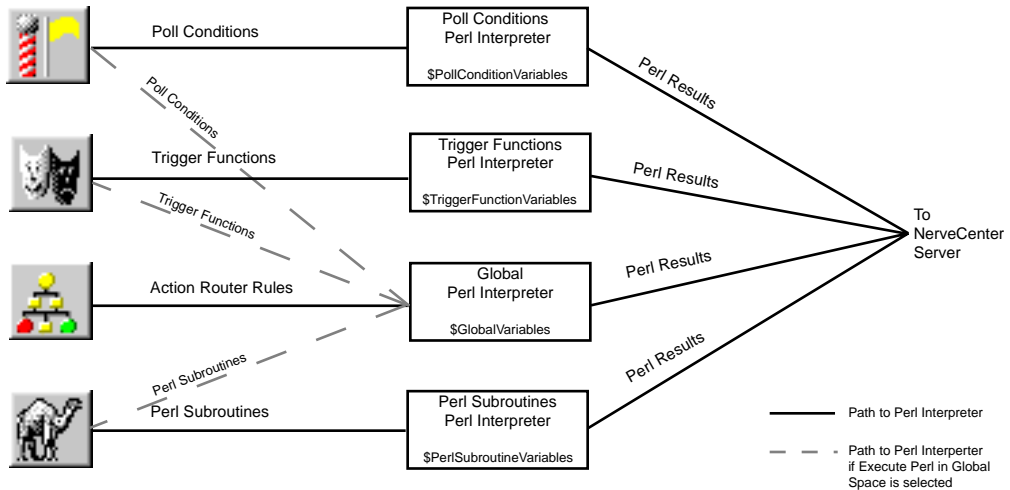 Poll Conditions
Poll Conditions
Perl Interpreter
$PollConditionVariables
Perl Results
Poll Conditions
Trigger Functions
Trigger Functions
Perl Interpreter
$TriggerFunctionVariables
Perl Results
Trigger Functions
To
NerveCenter
Server
Action Router Rules
Global
Perl Interpreter
$GlobalVariables
Perl Results
Perl Subroutines
Perl Subroutines
Perl Subroutines
Perl Interpreter
$PerlSubroutineVariables
Perl Results
Path to Perl Interpreter
Path to Perl Interperter
if Execute Perl in Global
Space is selected